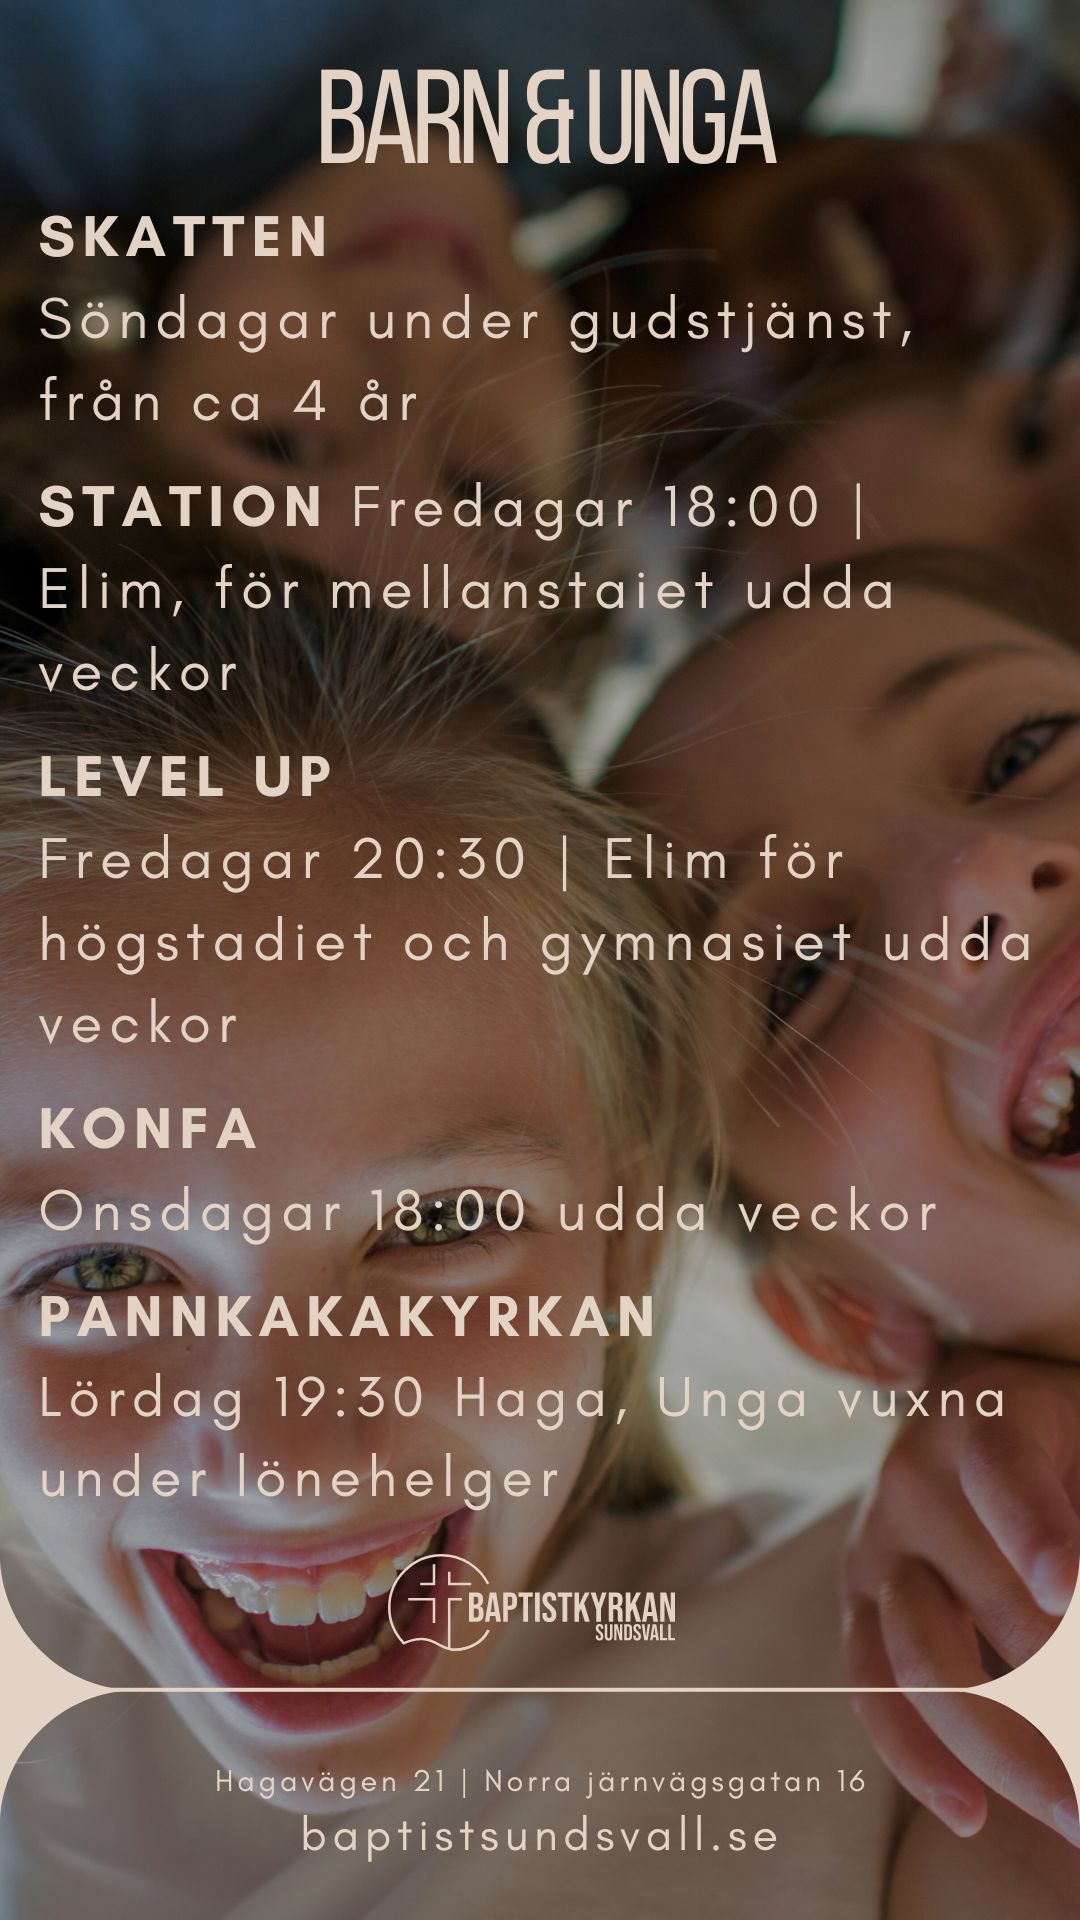 BARN & UNGA
SKATTEN
Söndagar under gudstjänst,
från ca 4 år
STATION Fredagar 18:00 |
Elim, för mellanstaiet udda
veckor
LEVEL UP
Fredagar 20:30 | Elim för
högstadiet och gymnasiet udda
veckor
KONFA
Onsdagar 18:00 udda veckor
PANNKAKAKYRKAN
Lördag 19:30 Haga, Unga vuxna
under lönehelger
BAPTISTKYRKAN
SUNDSVALL
Hagavägen 21 | Norra järnvägsgatan 16
baptistsundsvall.se